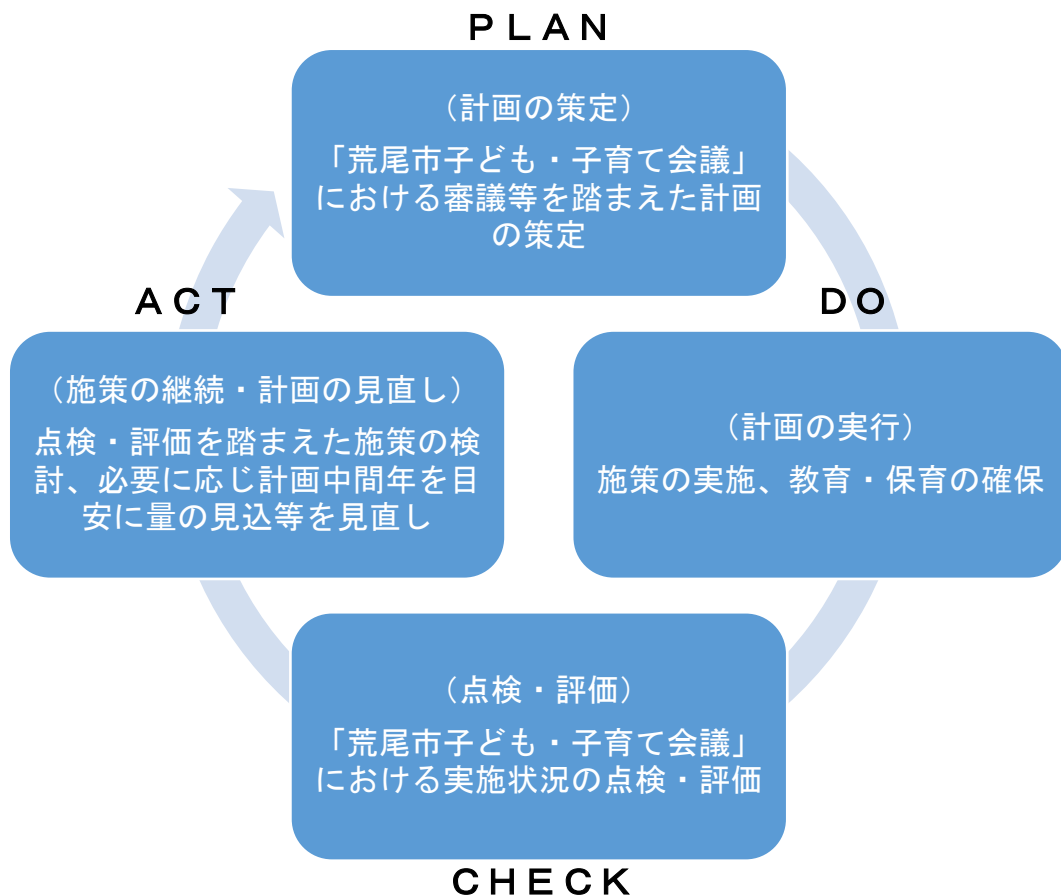 ＰＬＡＮ
（計画の策定）
「荒尾市子ども・子育て会議」
における審議等を踏まえた計画
の策定
ＤＯ
（計画の実行）
施策の実施、教育・保育の確保
ＣＨＥＣＫ
（点検・評価）
「荒尾市子ども・子育て会議」
における実施状況の点検・評価
ＡＣＴ
（施策の継続・計画の見直し）
点検・評価を踏まえた施策の検
討、必要に応じ計画中間年を目
安に量の見込等を見直し